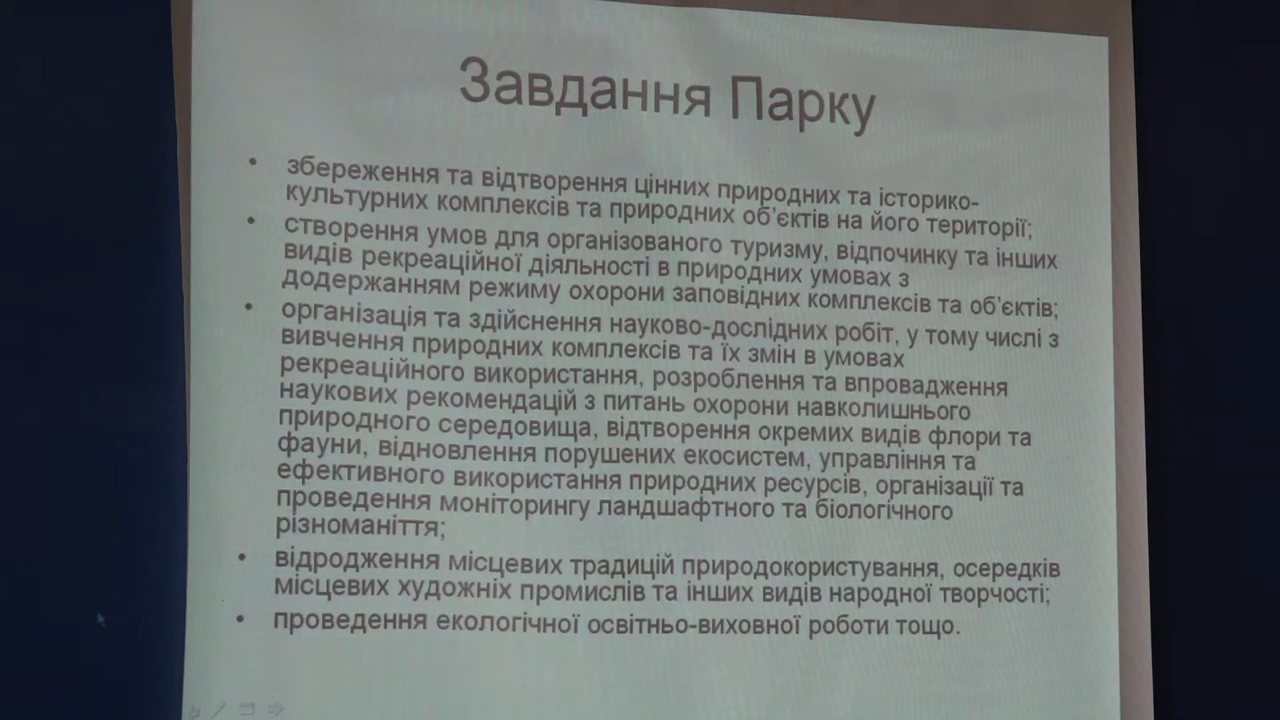 Завдання Парку
• збереження та відтворення цінних природних та історико-
культурних комплексів та природних об'єктів на його території;
• створення умов для організованого туризму, відпочинку та інших
видів рекреаційної діяльності в природних умовах з
додержанням режиму охорони заповідних комплексів та об'єктів;
• організація та здійснення науково-дослідних робіт, у тому числі з
вивчення природних комплексів та їх змін в умовах
рекреаційного використання, розроблення та впровадження
наукових рекомендацій з питань охорони навколишнього
природного середовища, відтворення окремих видів флори та
фауни, відновлення порушених екосистем, управління та
ефективного використання природних ресурсів, організації та
проведення моніторингу ландшафтного та біологічного
різноманіття;
• відродження місцевих традицій природокористування, осередків
місцевих художніх промислів та інших видів народної творчості;
• проведення екологічної освітньо-виховної роботи тощо.